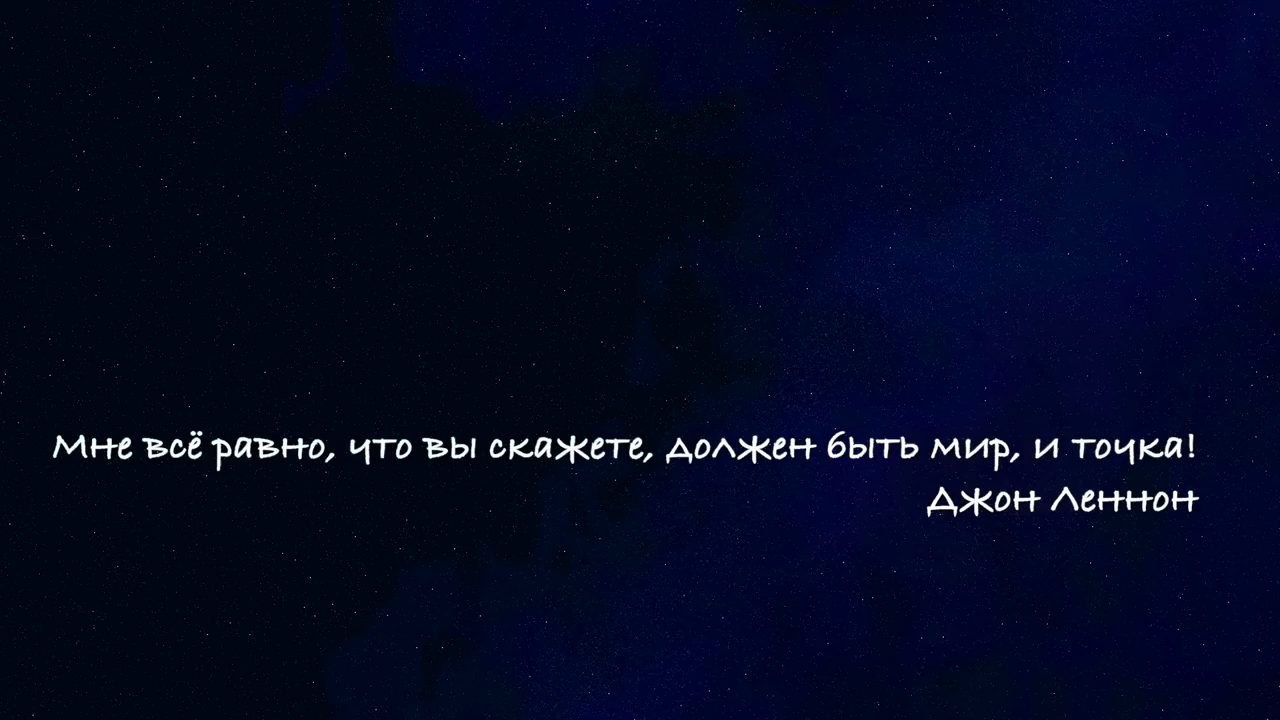 Мне всё равно, что вы скажете, должен быть мир, и точка!
Джон Леннон